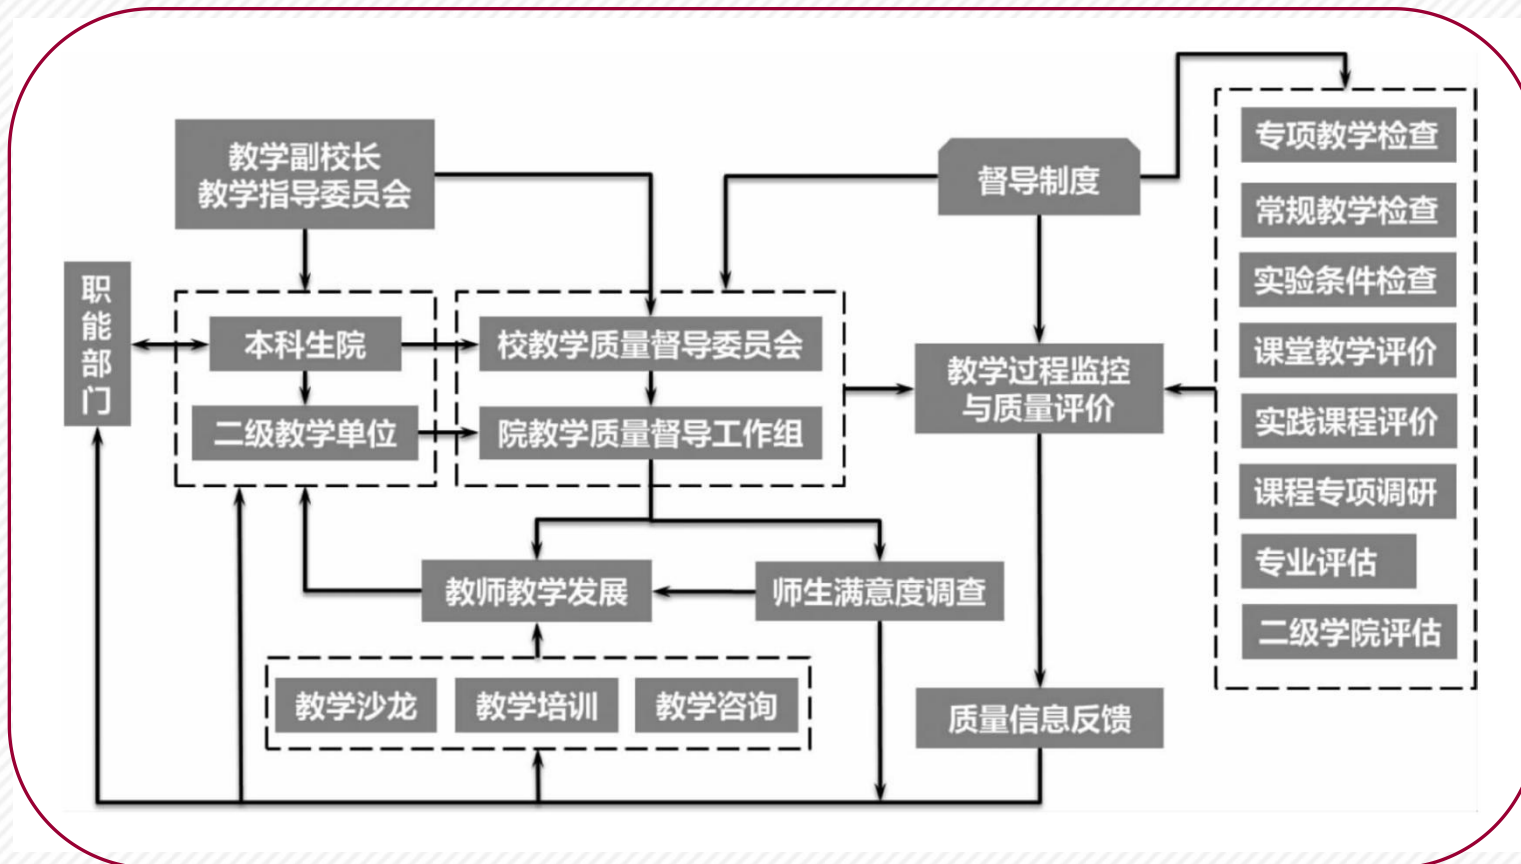 教学副校长
教学指导委员会
督导制度
专项教学检查
常规教学检查
实验条件检查
课堂教学评价
实践课程评价
课程专项调研
专业评估
二级学院评估
职能部门
本科生院
二级教学单位
校教学质量督导委员会
院教学质量督导工作组
教学过程监控
与质量评价
教师教学发展
师生满意度调查
教学沙龙
教学培训
教学咨询
质量信息反馈